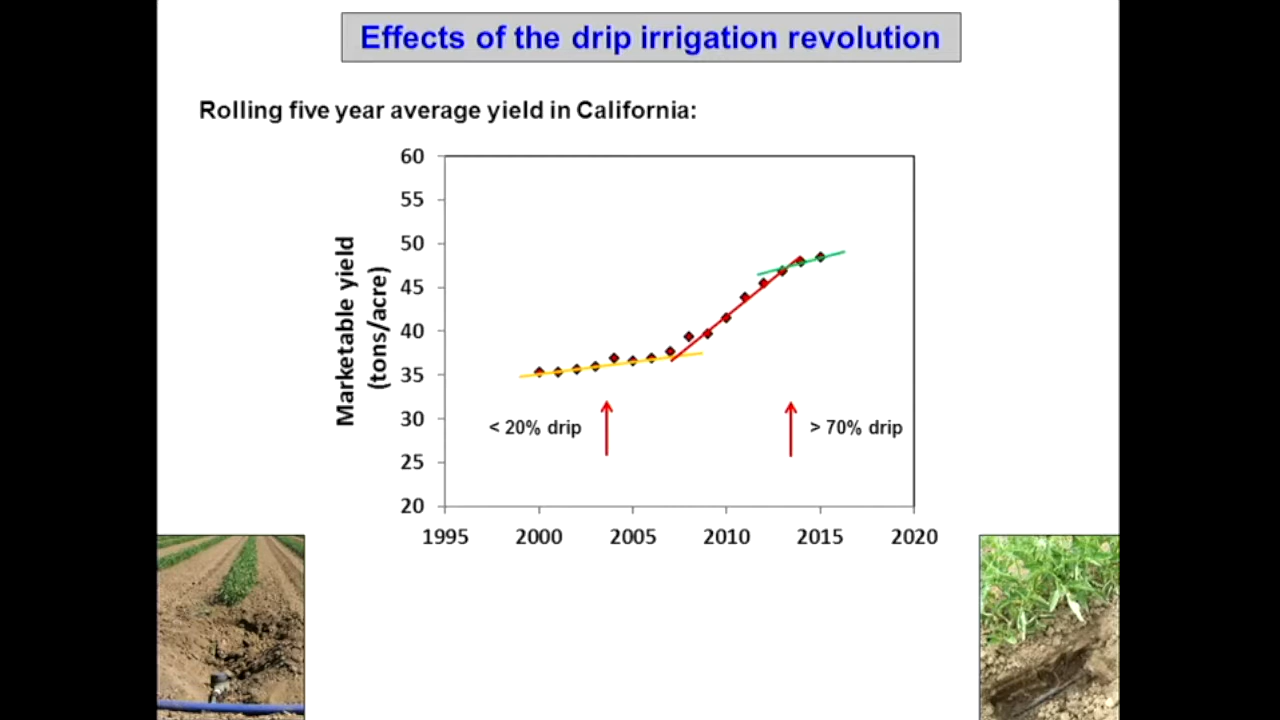 Effects of the drip irrigation revolution
Rolling five year average yield in California:
60
55
50
45
40
35
30
25
20
Marketable yield
(tons/acre)
< 20% drip
> 70% drip
1995
2000
2005
2010
2015
2020